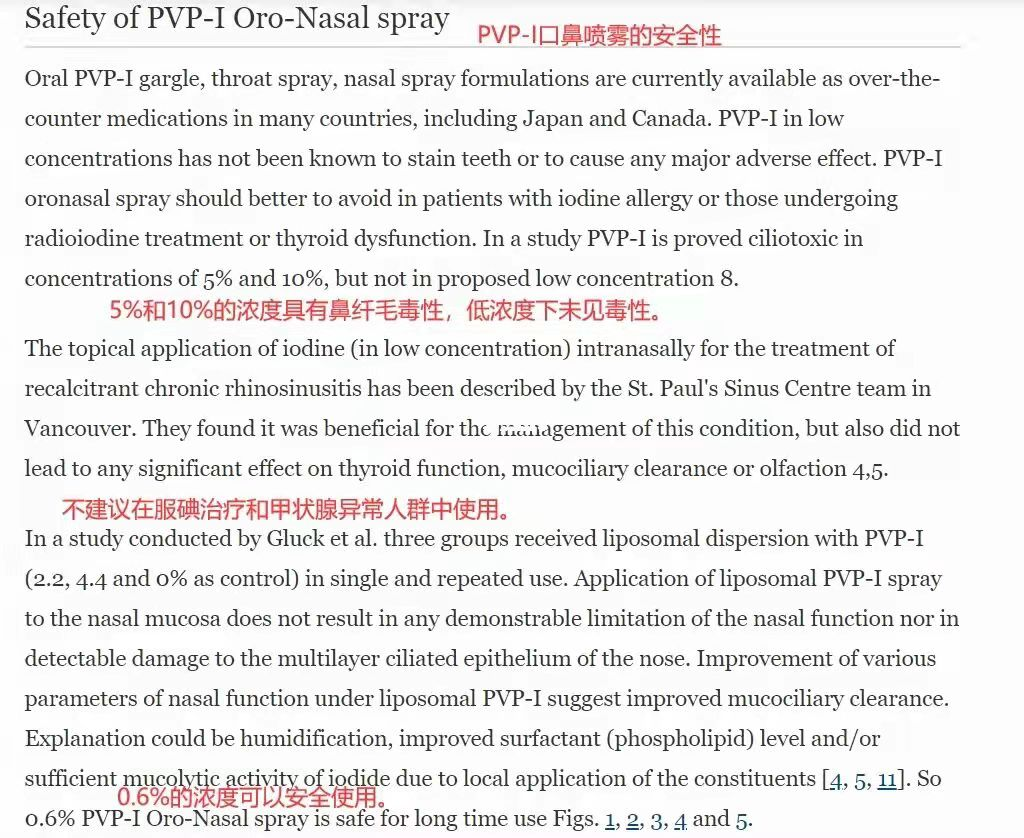 Safety of PVP-I Oro-Nasal spray
PVP-I口鼻喷雾的安全性
Oral PVP-I gargle, throat spray, nasal spray formulations are currently available as over-the-
counter medications in many countries, including Japan and Canada. PVP-I in low
concentrations has not been known to stain teeth or to cause any major adverse effect. PVP-I
oronasal spray should better to avoid in patients with iodine allergy or those undergoing
radioiodine treatment or thyroid dysfunction. In a study PVP-I is proved ciliotoxic in
concentrations of 5% and 10%, but not in proposed low concentration 8.
5%和10%的浓度具有鼻纤毛毒性，低浓度下未见毒性。
The topical application of iodine (in low concentration) intranasally for the treatment of
recalcitrant chronic rhinosinusitis has been described by the St. Paul's Sinus Centre team in
Vancouver. They found it was beneficial for the management of this condition, but also did not
lead to any significant effect on thyroid function, mucociliary clearance or olfaction 4,5.
不建议在服碘治疗和甲状腺异常人群中使用。
In a study conducted by Gluck et al. three groups received liposomal dispersion with PVP-I
(2.2, 4.4 and 0% as control) in single and repeated use. Application of liposomal PVP-I spray
to the nasal mucosa does not result in any demonstrable limitation of the nasal function nor in
detectable damage to the multilayer ciliated epithelium of the nose. Improvement of various
parameters of nasal function under liposomal PVP-I suggest improved mucociliary clearance.
Explanation could be humidification, improved surfactant (phospholipid) level and/or
sufficient mucolytic activity of iodide due to local application of the constituents [4, 5, 11]. So
0.6%的浓度可以安全使用。
0.6% PVP-I Oro-Nasal spray is safe for long time use Figs. 1, 2, 3, 4 and 5.